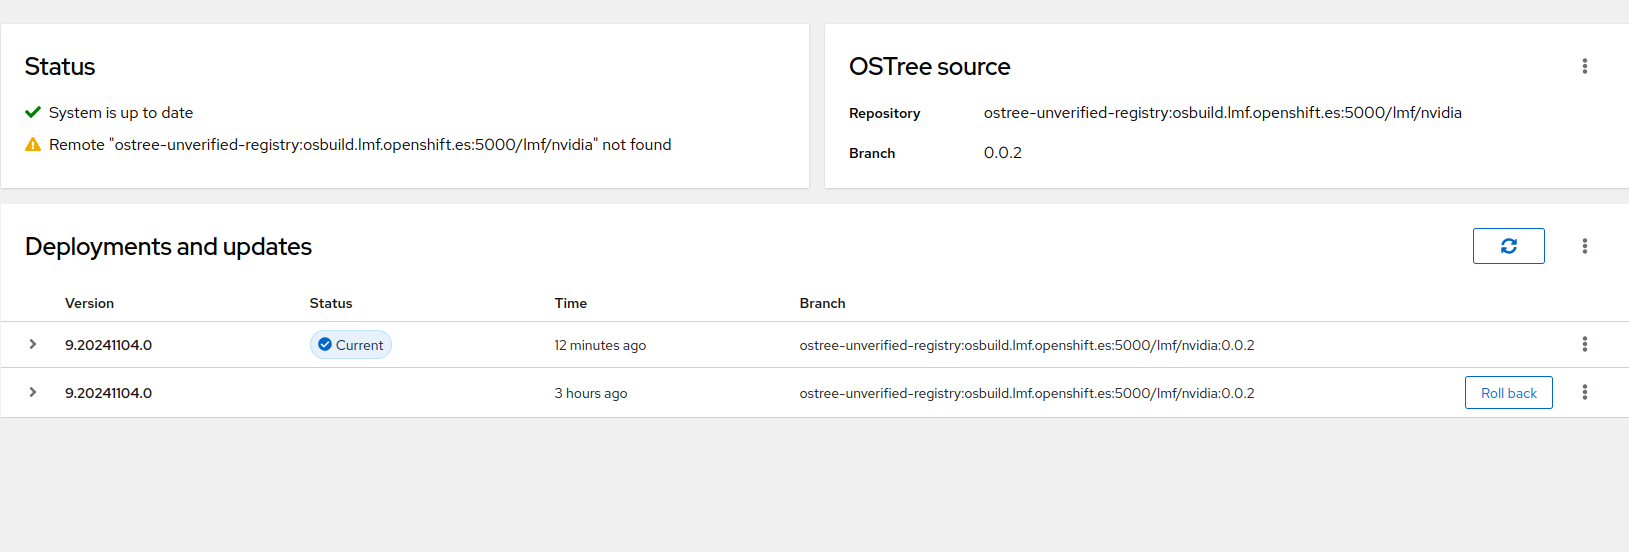 Status
System is up to date
Remote "ostree-unverified-registry:osbuild.lmf.openshift.es:5000/lmf/nvidia" not found
OSTree source
Repository ostree-unverified-registry:osbuild.lmf.openshift.es:5000/lmf/nvidia
Branch 0.0.2
Deployments and updates
Version Status Time Branch
9.20241104.0 Current 12 minutes ago ostree-unverified-registry:osbuild.lmf.openshift.es:5000/lmf/nvidia:0.0.2
9.20241104.0 3 hours ago ostree-unverified-registry:osbuild.lmf.openshift.es:5000/lmf/nvidia:0.0.2 Roll back